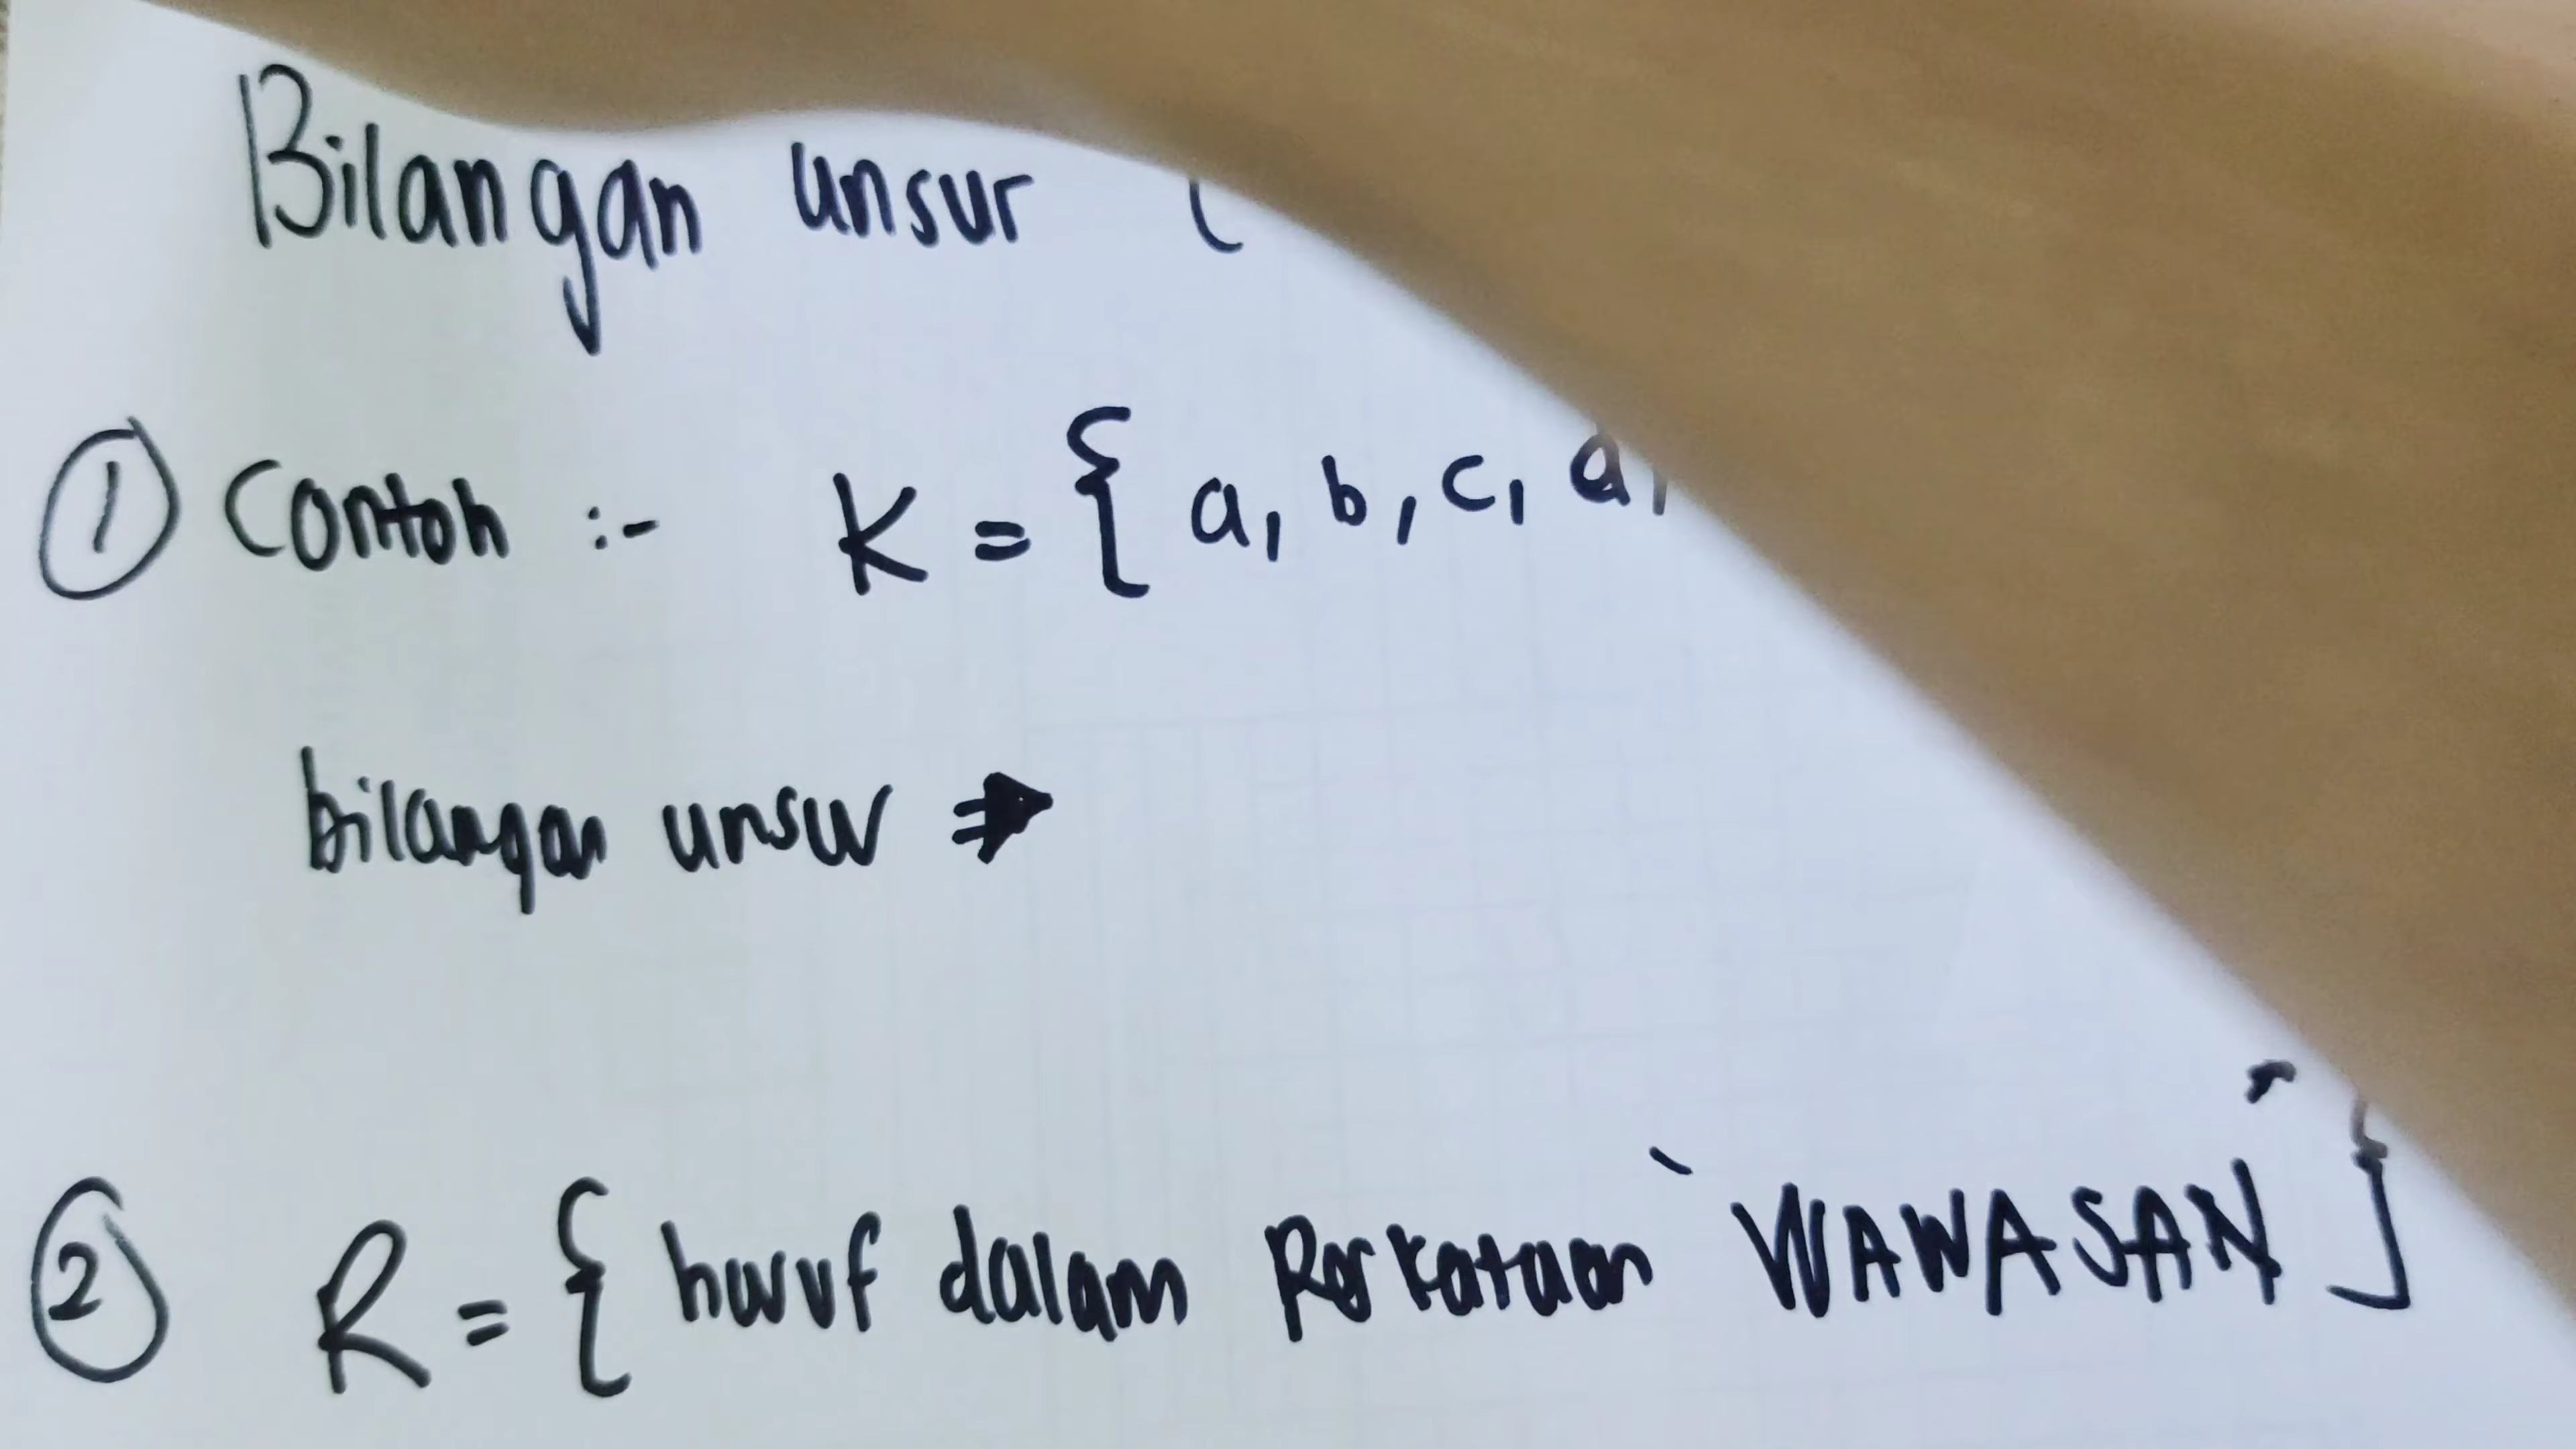 Bilangan unsur (
① Contoh :- K = { a, b, c,
bilangan unsur ⇒
② R = { huruf dalam Perkataan `WAWASAN" }